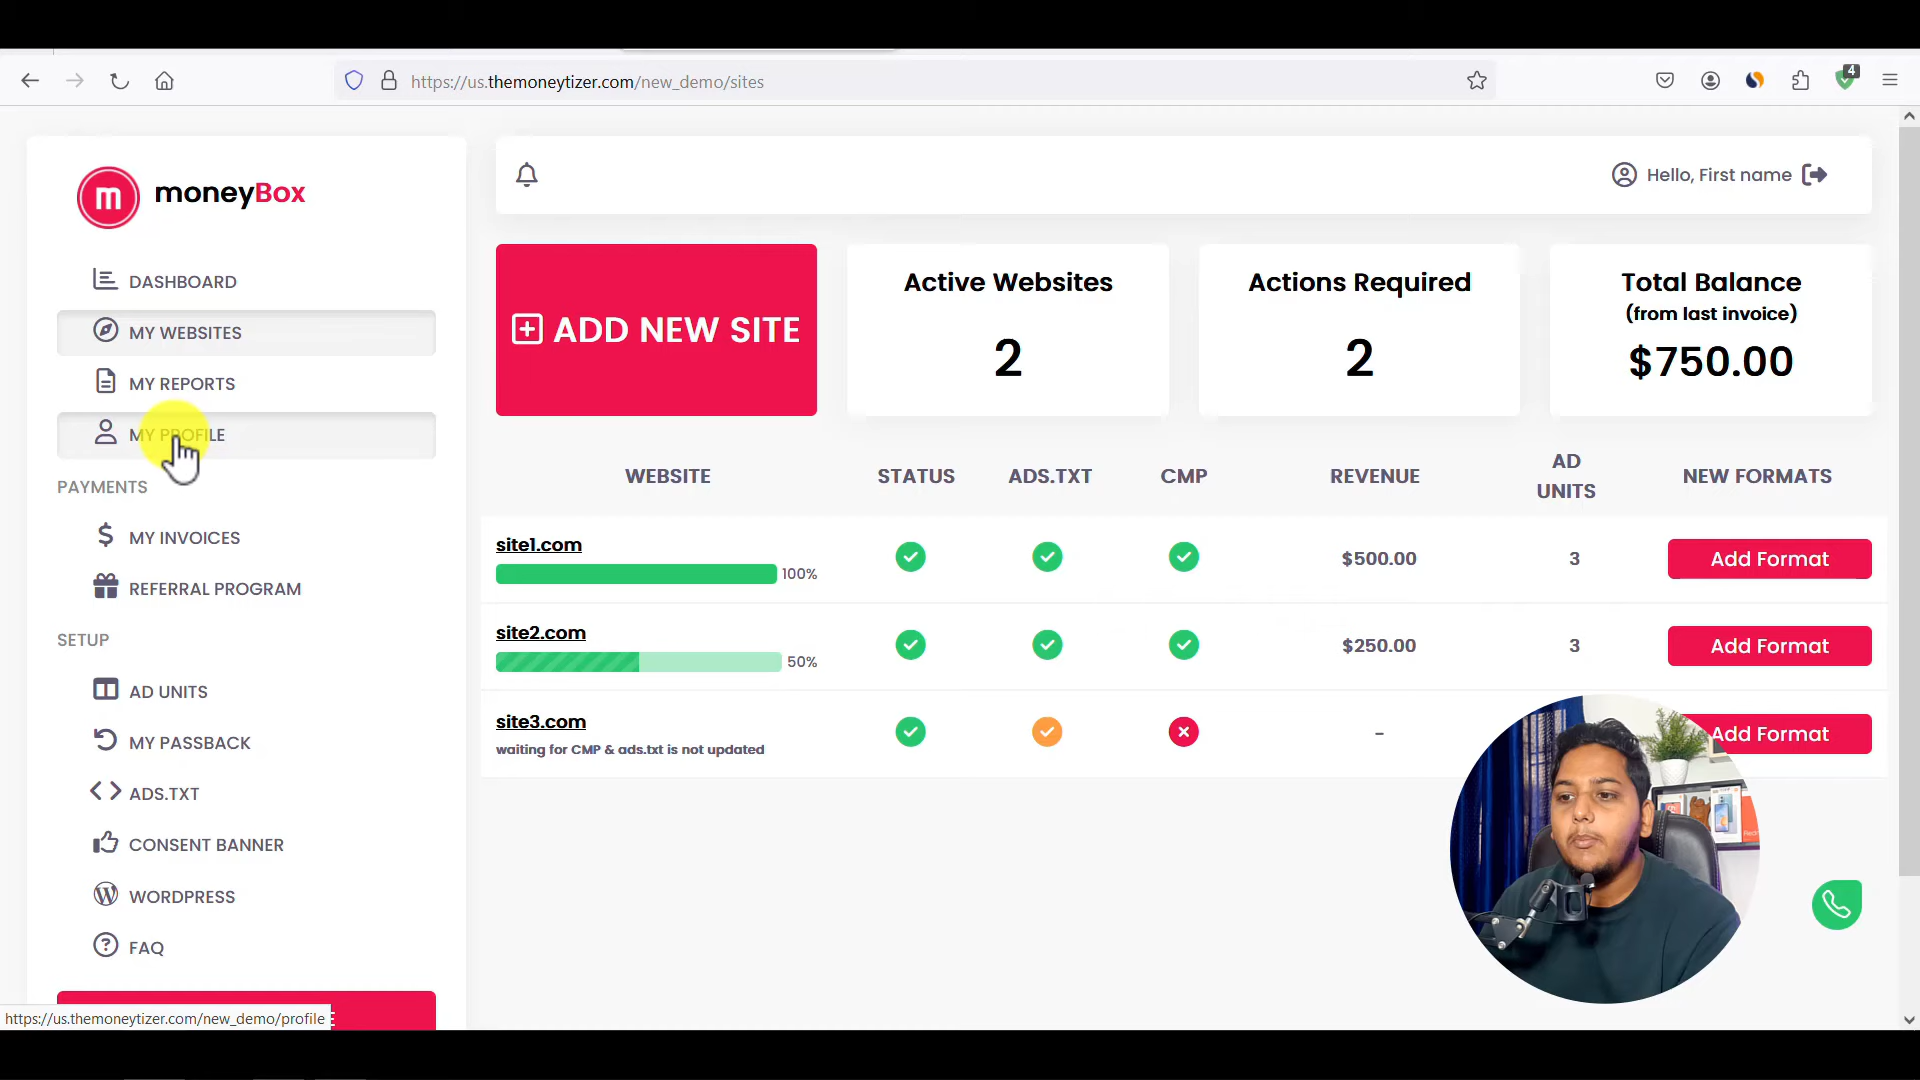 https://us.themoneytizer.com/new_demo/sites
4
m
moneyBox
DASHBOARD
MY WEBSITES
MY REPORTS
MY PROFILE
PAYMENTS
MY INVOICES
REFERRAL PROGRAM
SETUP
AD UNITS
MY PASSBACK
ADS.TXT
CONSENT BANNER
WORDPRESS
FAQ
https://us.themoneytizer.com/new_demo/profile
Hello, First name
ADD NEW SITE
Active Websites
2
Actions Required
2
Total Balance
(from last invoice)
$750.00
WEBSITE STATUS ADS.TXT CMP REVENUE AD UNITS NEW FORMATS
site1.com
100%
$500.00 3 Add Format
site2.com
50%
$250.00 3 Add Format
site3.com
waiting for CMP & ads.txt is not updated
- Add Format